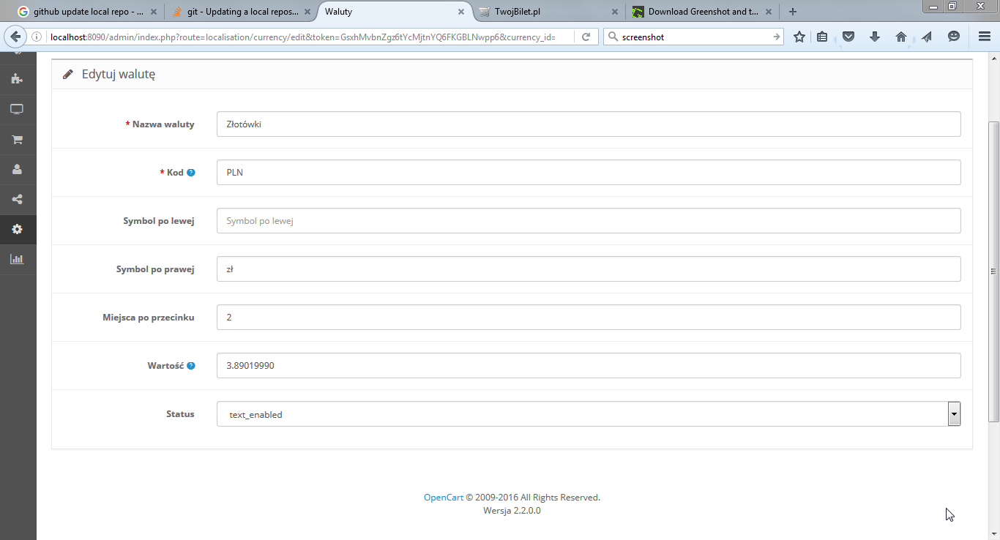 github update local repo - ...
git - Updating a local repos...
Waluty
TwojBilet.pl
Download Greenshot and t...
localhost:8090/admin/index.php?route=localisation/currency/edit&token=GsxhMvbnZgz6tYcMjtnYQ6FKGBLNwpp6&currency_id=
screenshot
Edytuj walutę
* Nazwa waluty
Złotówki
* Kod
PLN
Symbol po lewej
Symbol po lewej
Symbol po prawej
zł
Miejsca po przecinku
2
Wartość
3.89019990
Status
text_enabled
OpenCart © 2009-2016 All Rights Reserved.
Wersja 2.2.0.0